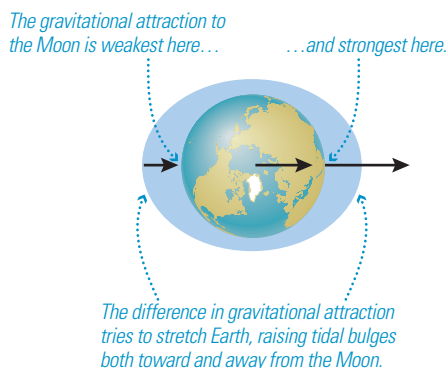 The gravitational attraction to
the Moon is weakest here…
…and strongest here.
The difference in gravitational attraction
tries to stretch Earth, raising tidal bulges
both toward and away from the Moon.